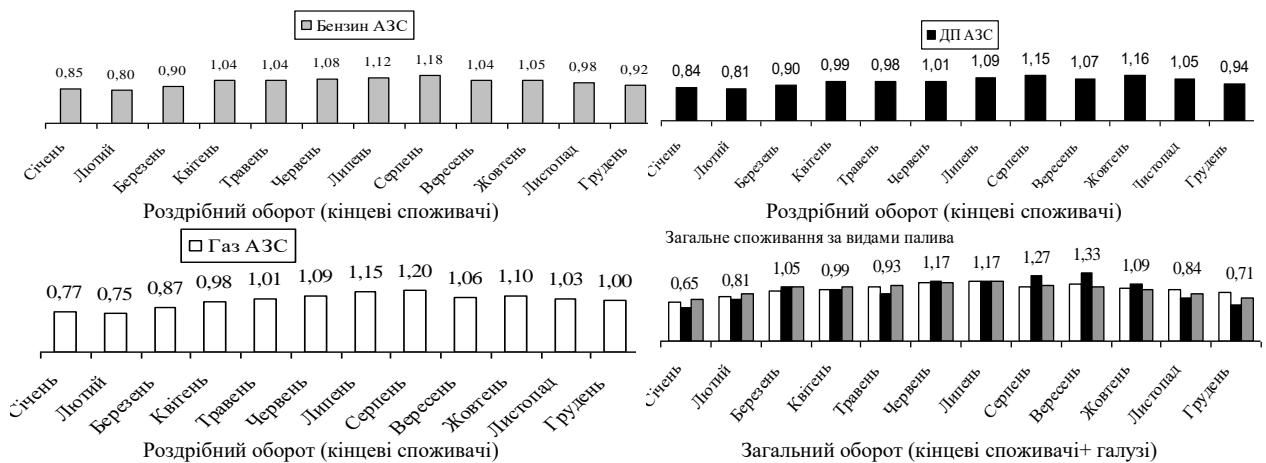 Бензин АЗС
0,85 0,80 0,90 1,04 1,04 1,08 1,12 1,18 1,04 1,05 0,98 0,92
Січень Лютий Березень Квітень Травень Червень Липень Серпень Вересень Жовтень Листопад Грудень
Роздрібний оборот (кінцеві споживачі)
ДП АЗС
0,84 0,81 0,90 0,99 0,98 1,01 1,09 1,15 1,07 1,16 1,05 0,94
Січень Лютий Березень Квітень Травень Червень Липень Серпень Вересень Жовтень Листопад Грудень
Роздрібний оборот (кінцеві споживачі)
Газ АЗС
0,77 0,75 0,87 0,98 1,01 1,09 1,15 1,20 1,06 1,10 1,03 1,00
Січень Лютий Березень Квітень Травень Червень Липень Серпень Вересень Жовтень Листопад Грудень
Роздрібний оборот (кінцеві споживачі)
Загальне споживання за видами палива
0,65 0,81 1,05 0,99 0,93 1,17 1,17 1,27 1,33 1,09 0,84 0,71
Січень Лютий Березень Квітень Травень Червень Липень Серпень Вересень Жовтень Листопад Грудень
Загальний оборот (кінцеві споживачі+ галузі)